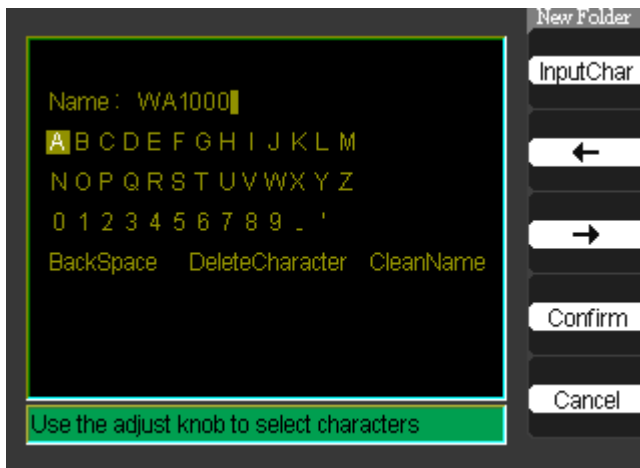 New Folder
InputChar
Name: WA1000
A B C D E F G H I J K L M
←
N O P Q R S T U V W X Y Z
0 1 2 3 4 5 6 7 8 9 _ '
→
BackSpace DeleteCharacter CleanName
Confirm
Cancel
Use the adjust knob to select characters